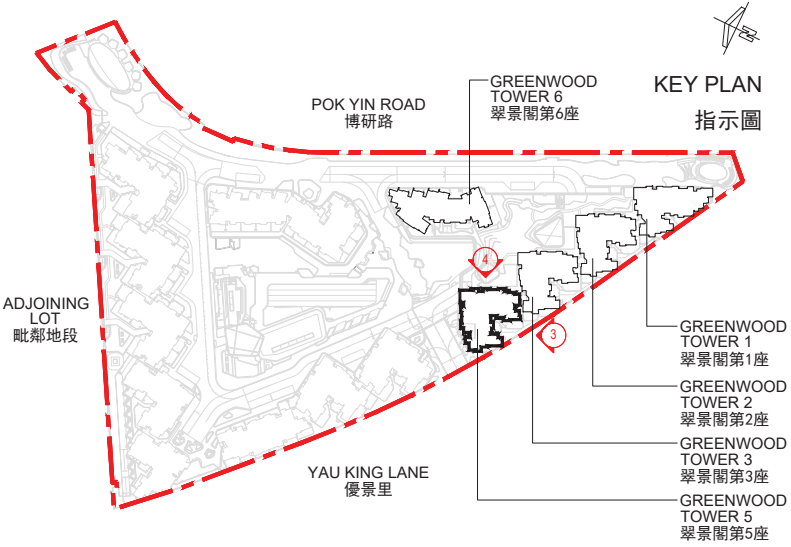 KEY PLAN
指示圖
POK YIN ROAD
博研路
GREENWOOD
TOWER 6
翠景閣第6座
ADJOINING
LOT
毗鄰地段
4
3
GREENWOOD
TOWER 1
翠景閣第1座
GREENWOOD
TOWER 2
翠景閣第2座
GREENWOOD
TOWER 3
翠景閣第3座
GREENWOOD
TOWER 5
翠景閣第5座
YAU KING LANE
優景里